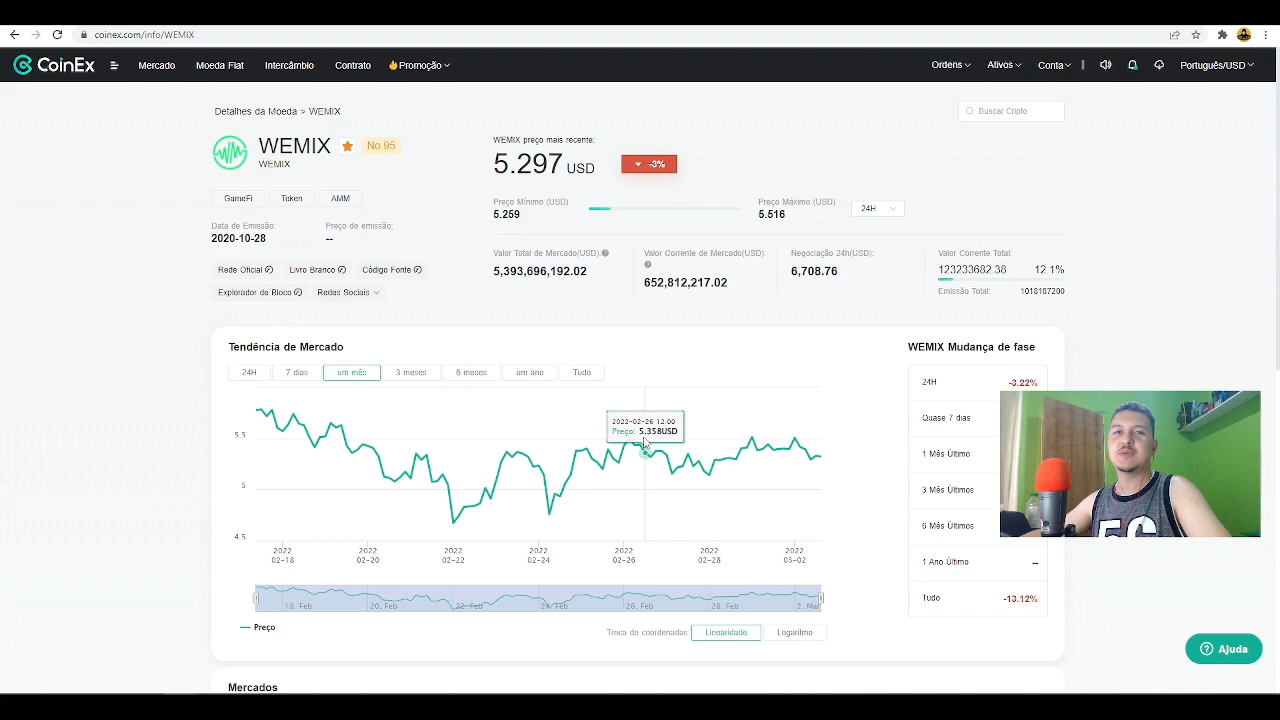 coinex.com/info/WEMIX
CoinEx
Mercado
Moeda Fiat
Intercâmbio
Contrato
Promoção
Ordens
Ativos
Conta
Português/USD
Detalhes da Moeda > WEMIX
Buscar Cripto
WEMIX
No.95
WEMIX
GameFi
Token
AMM
Data de Emissão:
Preço de emissão:
2020-10-28
--
Rede Oficial
Livro Branco
Código Fonte
Explorador de Bloco
Redes Sociais
WEMIX preço mais recente:
5.297 USD
-3%
Preço Mínimo (USD)
5.259
Preço Máximo (USD)
5.516
24H
Valor Total de Mercado(USD):
5,393,696,192.02
Valor Corrente de Mercado(USD):
652,812,217.02
Negociação 24h(USD):
6,708.76
Valor Corrente Total:
123233682.38 12.1%
Emissão Total: 1018187200
Tendência de Mercado
24H
7 dias
um mês
3 meses
6 meses
um ano
Tudo
2022-02-26 12:00
Preço: 5.358USD
5.5
5
4.5
2022
02-18
2022
02-20
2022
02-22
2022
02-24
2022
02-26
2022
02-28
2022
03-02
18. Feb
20. Feb
22. Feb
24. Feb
26. Feb
28. Feb
2. Mar
Preço
Troca de coordenadas
Linearidade
Logaritmo
WEMIX Mudança de fase
24H -3.22%
Quase 7 dias
1 Mês Último
3 Mês Últimos
6 Mês Últimos
1 Ano Último --
Tudo -13.12%
Ajuda
Mercados